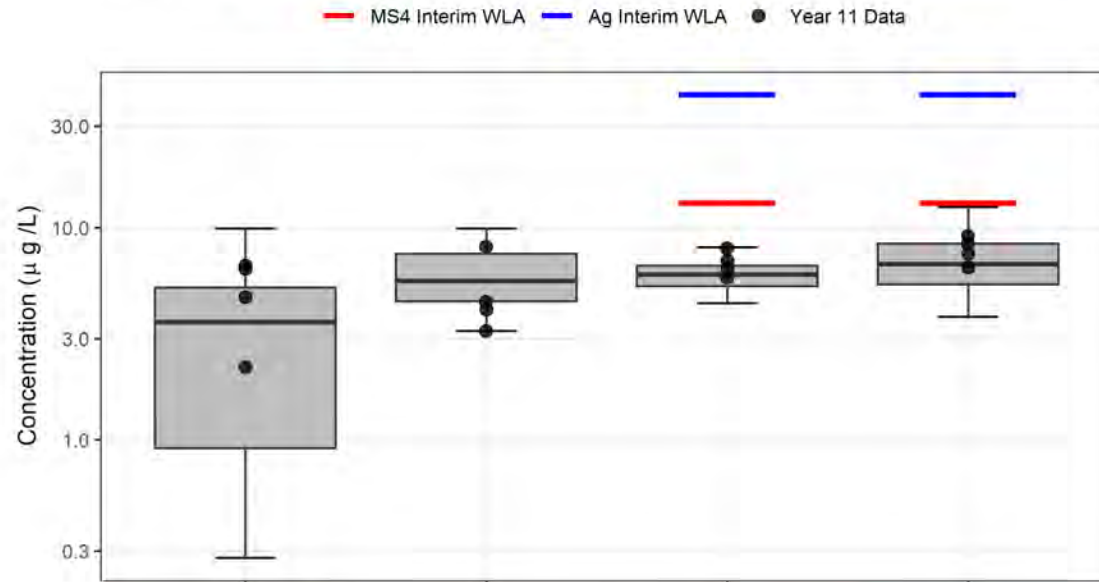 MS4 Interim WLA Ag Interim WLA Year 11 Data
Concentration (µ g /L)
30.0
10.0
3.0
1.0
0.3